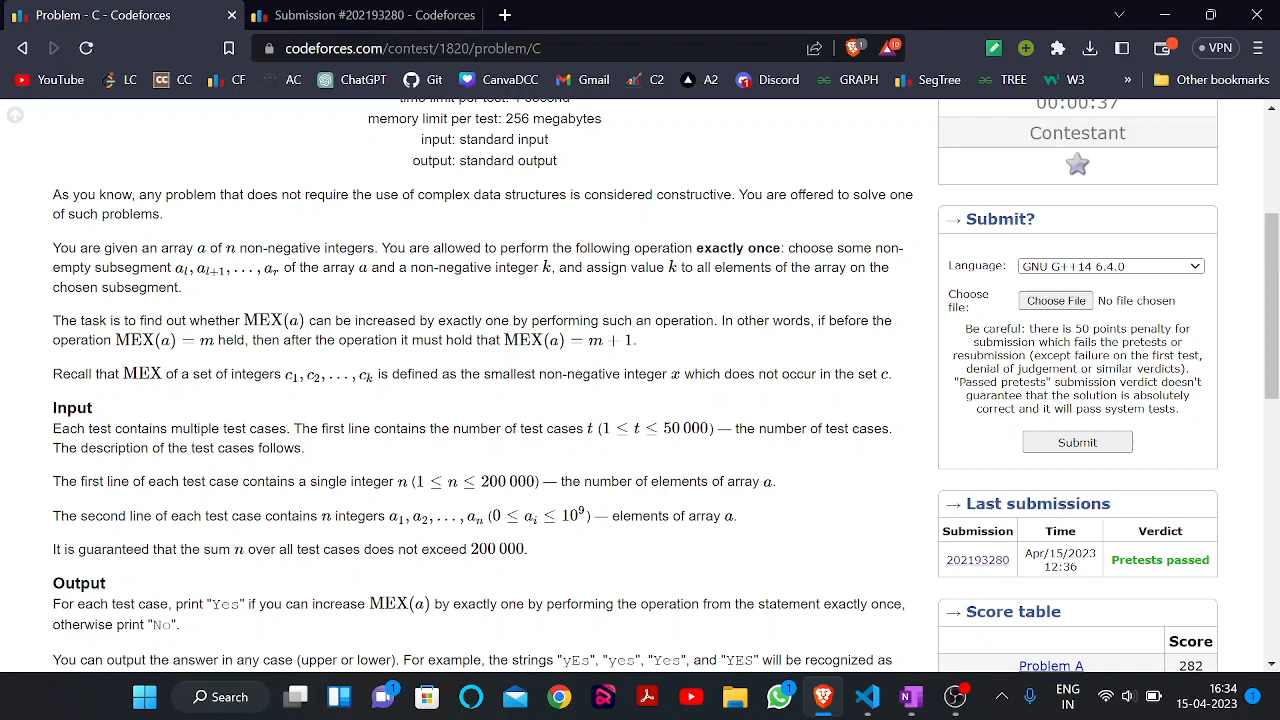 Problem - C - Codeforces
Submission #202193280 - Codeforces
codeforces.com/contest/1820/problem/C
1
10
VPN
YouTube LC CC CC CF AC ChatGPT Git CanvaDCC Gmail C2 A2 Discord GRAPH SegTree TREE W3 » Other bookmarks
memory limit per test: 256 megabytes
input: standard input
output: standard output
As you know, any problem that does not require the use of complex data structures is considered constructive. You are offered to solve one
of such problems.
You are given an array a of n non-negative integers. You are allowed to perform the following operation exactly once: choose some non-
empty subsegment a_l, a_{l+1}, . . . , a_r of the array a and a non-negative integer k, and assign value k to all elements of the array on the
chosen subsegment.
The task is to find out whether MEX(a) can be increased by exactly one by performing such an operation. In other words, if before the
operation MEX(a) = m held, then after the operation it must hold that MEX(a) = m + 1.
Recall that MEX of a set of integers c₁, c₂, . . . , c_k is defined as the smallest non-negative integer x which does not occur in the set c.
Input
Each test contains multiple test cases. The first line contains the number of test cases t (1 ≤ t ≤ 50 000) — the number of test cases.
The description of the test cases follows.
The first line of each test case contains a single integer n (1 ≤ n ≤ 200 000) — the number of elements of array a.
The second line of each test case contains n integers a₁, a₂, . . . , a_n (0 ≤ a_i ≤ 10⁹) — elements of array a.
It is guaranteed that the sum n over all test cases does not exceed 200 000.
Output
For each test case, print "Yes" if you can increase MEX(a) by exactly one by performing the operation from the statement exactly once,
otherwise print "No".
You can output the answer in any case (upper or lower). For example, the strings "yEs", "yes", "Yes", and "YES" will be recognized as
00:00:37
Contestant
→ Submit?
Language: GNU G++14 6.4.0
Choose
file: Choose File No file chosen
Be careful: there is 50 points penalty for
submission which fails the pretests or
resubmission (except failure on the first test,
denial of judgement or similar verdicts).
"Passed pretests" submission verdict doesn't
guarantee that the solution is absolutely
correct and it will pass system tests.
Submit
→ Last submissions
Submission Time Verdict
202193280 Apr/15/2023 12:36 Pretests passed
→ Score table
Score
Problem A 282
Search
1
1
ENG
IN
16:34
15-04-2023
1